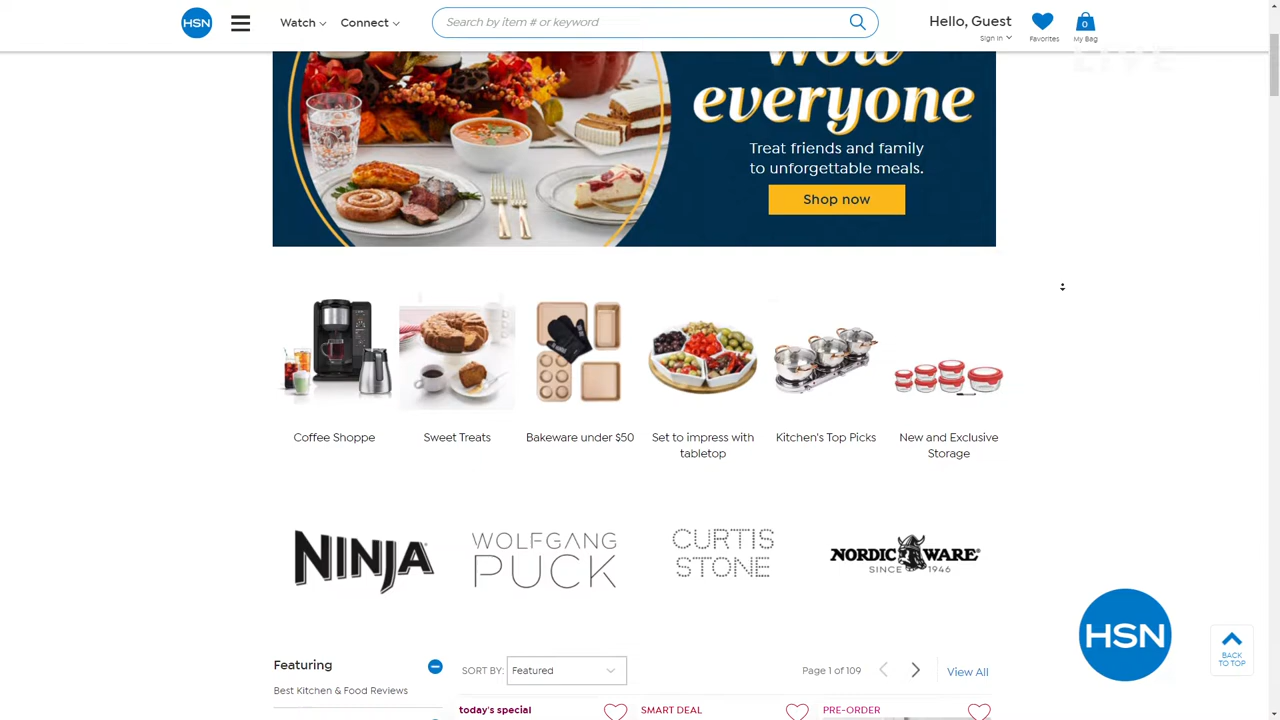 HSN
Watch
Connect
Search by item # or keyword
Hello, Guest
Sign In
Favorites
0
My Bag
LIVE
wow
everyone
Treat friends and family
to unforgettable meals.
Shop now
Coffee Shoppe
Sweet Treats
Bakeware under $50
Set to impress with
tabletop
Kitchen's Top Picks
New and Exclusive
Storage
NINJA
WOLFGANG
PUCK
CURTIS
STONE
NORDIC WARE
SINCE 1946
HSN
BACK
TO TOP
Featuring
Best Kitchen & Food Reviews
SORT BY:
Featured
Page 1 of 109
View All
today's special
SMART DEAL
PRE-ORDER